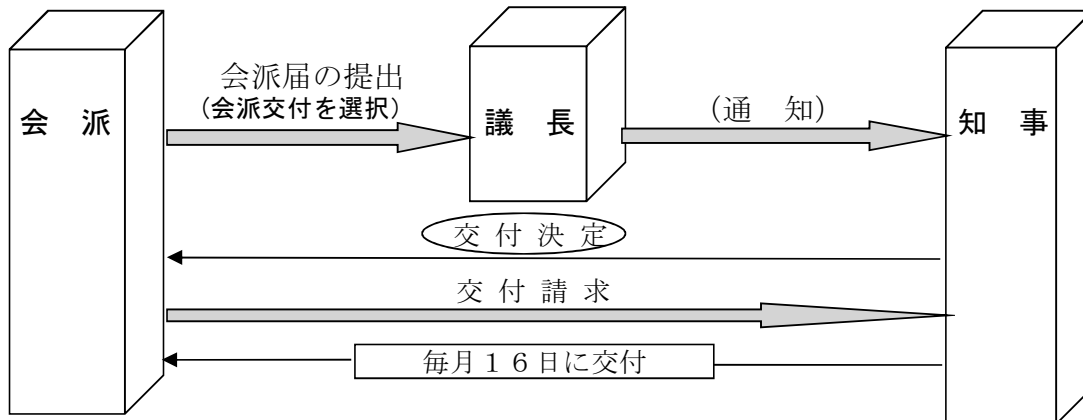 会派届の提出
(会派交付を選択)
会　派
議　長
(通　知)
知　事
交 付 決 定
交 付 請 求
毎月１６日に交付